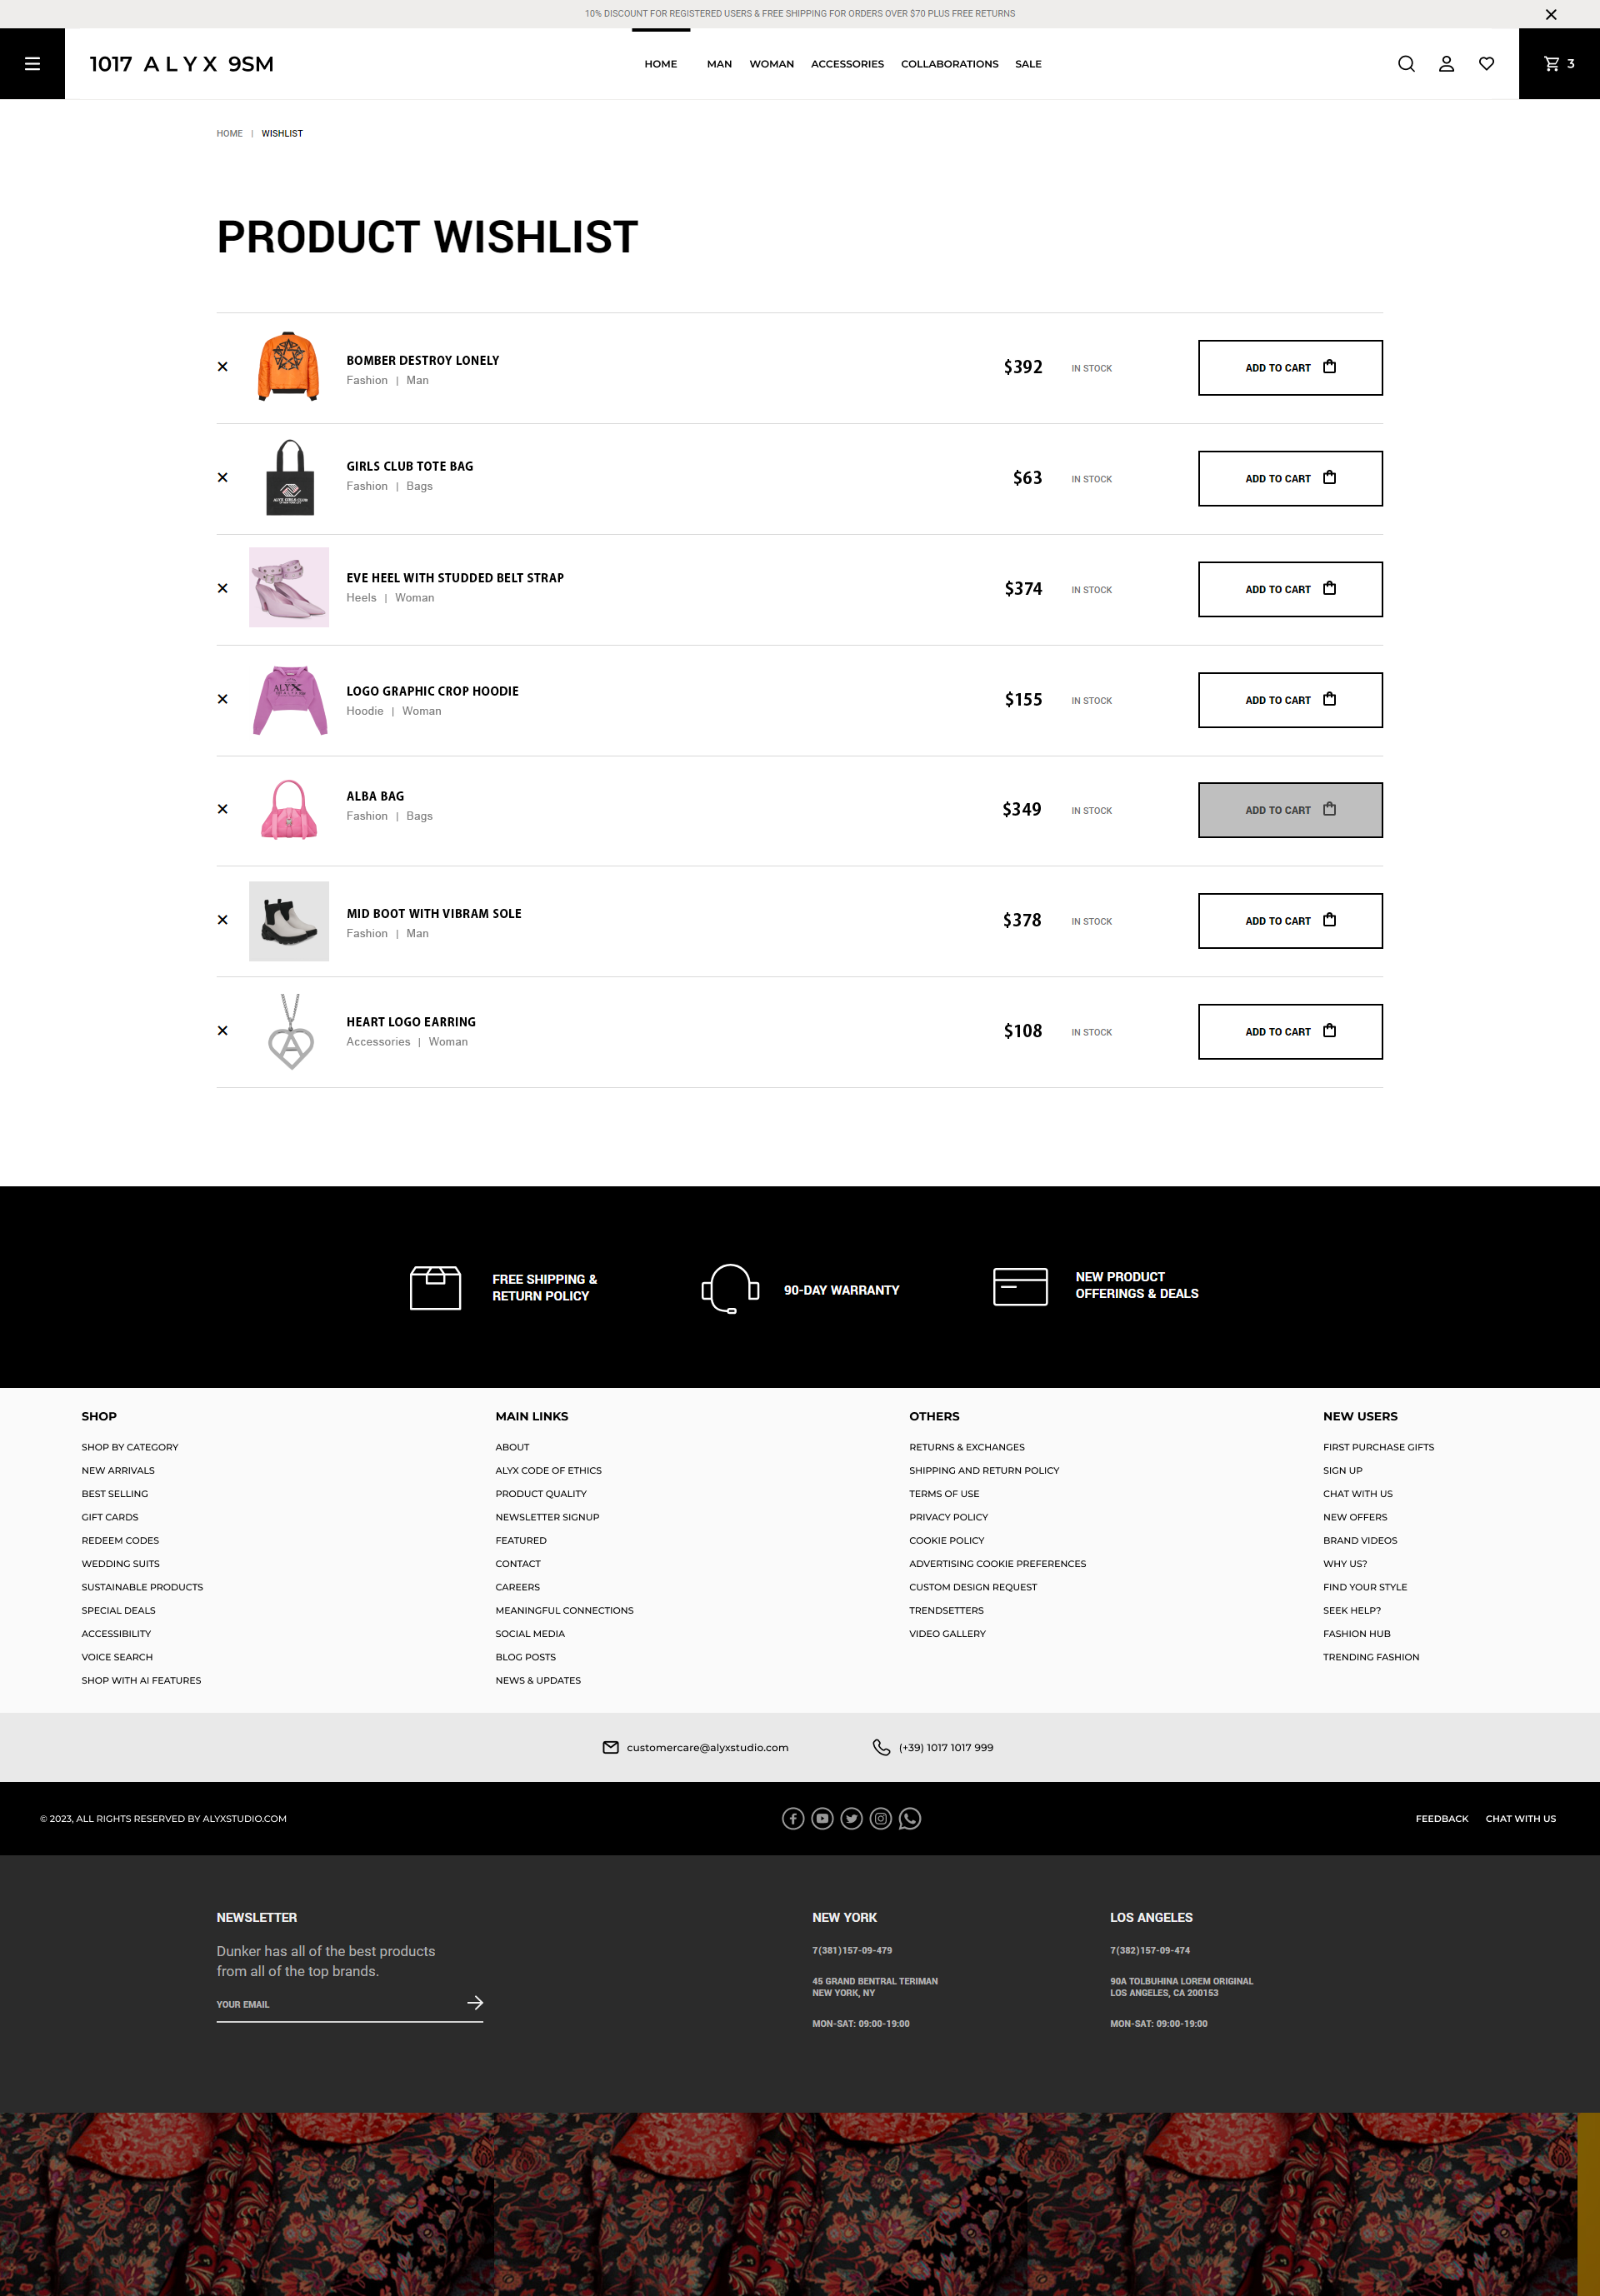 10% DISCOUNT FOR REGISTERED USERS & FREE SHIPPING FOR ORDERS OVER $70 PLUS FREE RETURNS
1017 ALYX 9SM
HOME MAN WOMAN ACCESSORIES COLLABORATIONS SALE
3
HOME | WISHLIST
PRODUCT WISHLIST
BOMBER DESTROY LONELY
Fashion | Man
$392 IN STOCK ADD TO CART
GIRLS CLUB TOTE BAG
Fashion | Bags
$63 IN STOCK ADD TO CART
EVE HEEL WITH STUDDED BELT STRAP
Heels | Woman
$374 IN STOCK ADD TO CART
ALYX
LOGO GRAPHIC CROP HOODIE
Hoodie | Woman
$155 IN STOCK ADD TO CART
ALBA BAG
Fashion | Bags
$349 IN STOCK ADD TO CART
MID BOOT WITH VIBRAM SOLE
Fashion | Man
$378 IN STOCK ADD TO CART
HEART LOGO EARRING
Accessories | Woman
$108 IN STOCK ADD TO CART
FREE SHIPPING &
RETURN POLICY
90-DAY WARRANTY
NEW PRODUCT
OFFERINGS & DEALS
SHOP
SHOP BY CATEGORY
NEW ARRIVALS
BEST SELLING
GIFT CARDS
REDEEM CODES
WEDDING SUITS
SUSTAINABLE PRODUCTS
SPECIAL DEALS
ACCESSIBILITY
VOICE SEARCH
SHOP WITH AI FEATURES
MAIN LINKS
ABOUT
ALYX CODE OF ETHICS
PRODUCT QUALITY
NEWSLETTER SIGNUP
FEATURED
CONTACT
CAREERS
MEANINGFUL CONNECTIONS
SOCIAL MEDIA
BLOG POSTS
NEWS & UPDATES
OTHERS
RETURNS & EXCHANGES
SHIPPING AND RETURN POLICY
TERMS OF USE
PRIVACY POLICY
COOKIE POLICY
ADVERTISING COOKIE PREFERENCES
CUSTOM DESIGN REQUEST
TRENDSETTERS
VIDEO GALLERY
NEW USERS
FIRST PURCHASE GIFTS
SIGN UP
CHAT WITH US
NEW OFFERS
BRAND VIDEOS
WHY US?
FIND YOUR STYLE
SEEK HELP?
FASHION HUB
TRENDING FASHION
customercare@alyxstudio.com
(+39) 1017 1017 999
© 2023, ALL RIGHTS RESERVED BY ALYXSTUDIO.COM
FEEDBACK CHAT WITH US
NEWSLETTER
Dunker has all of the best products
from all of the top brands.
YOUR EMAIL
NEW YORK
7(381)157-09-479
45 GRAND BENTRAL TERIMAN
NEW YORK, NY
MON-SAT: 09:00-19:00
LOS ANGELES
7(382)157-09-474
90A TOLBUHINA LOREM ORIGINAL
LOS ANGELES, CA 200153
MON-SAT: 09:00-19:00